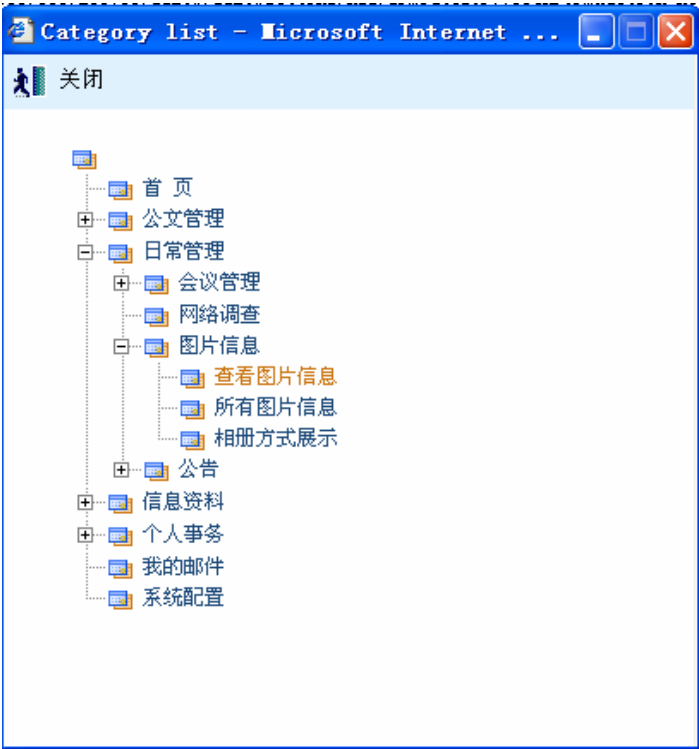 Category list - Microsoft Internet ...
关闭
首 页
公文管理
日常管理
会议管理
网络调查
图片信息
查看图片信息
所有图片信息
相册方式展示
公告
信息资料
个人事务
我的邮件
系统配置